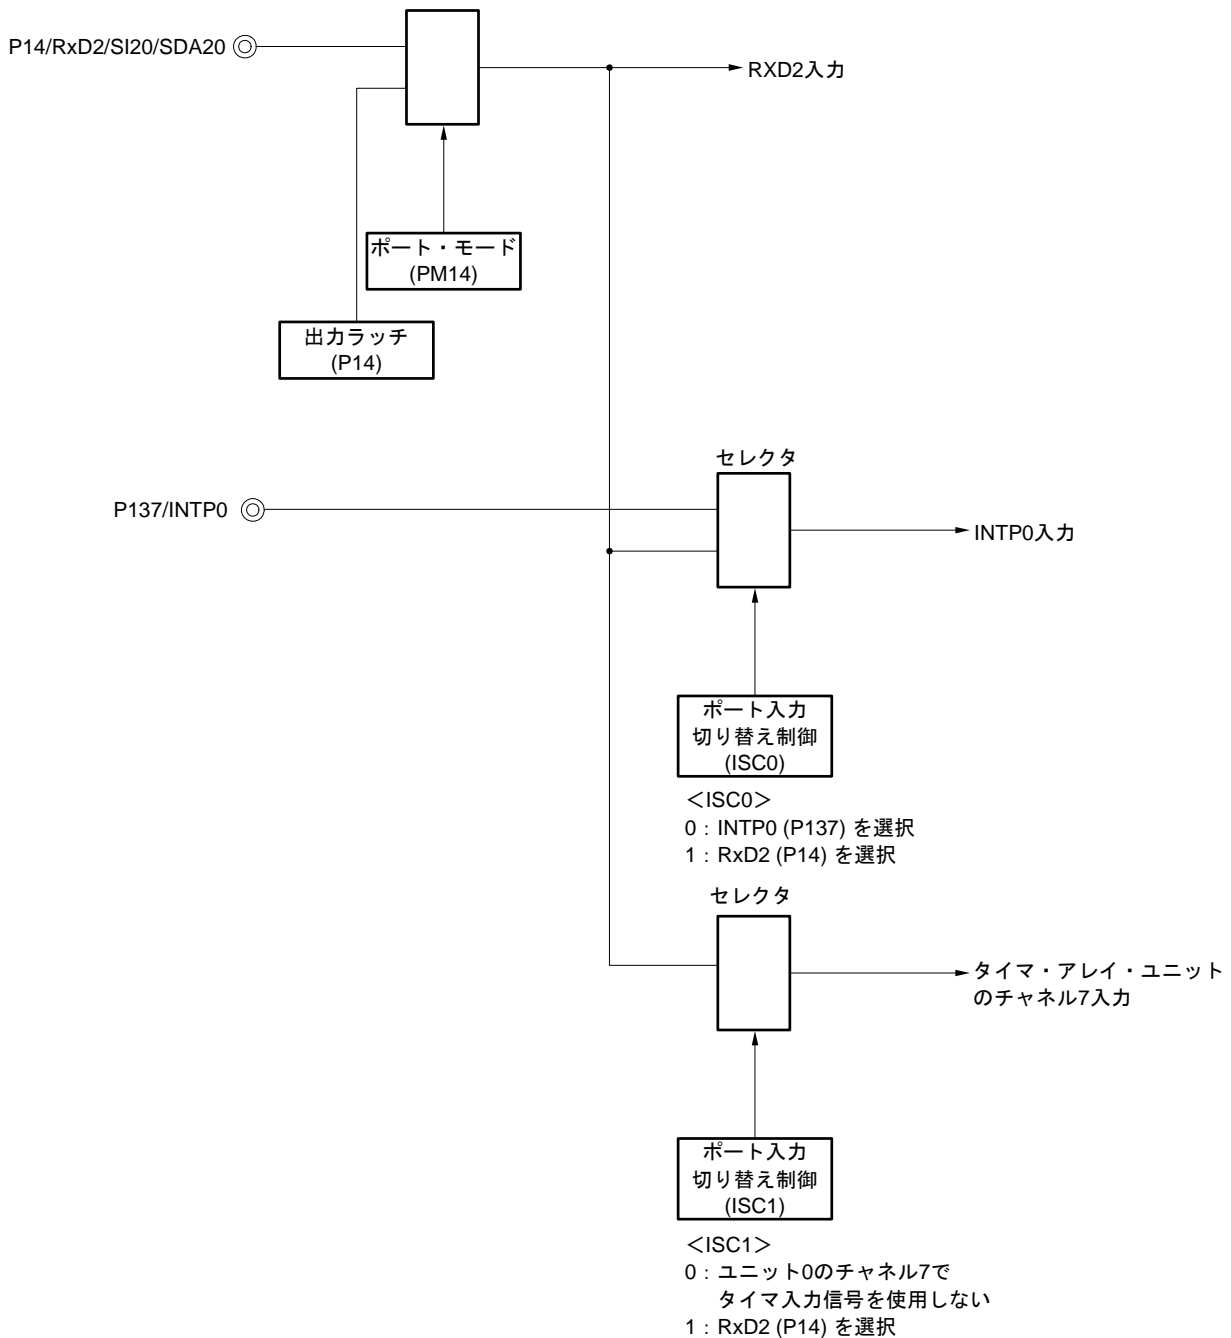 P14/RxD2/SI20/SDA20
RXD2入力
ポート・モード
(PM14)
出力ラッチ
(P14)
セレクタ
P137/INTP0
INTP0入力
ポート入力
切り替え制御
(ISC0)
<ISC0>
0：INTP0 (P137) を選択
1：RxD2 (P14) を選択
セレクタ
タイマ・アレイ・ユニット
のチャネル7入力
ポート入力
切り替え制御
(ISC1)
<ISC1>
0：ユニット0のチャネル7で
タイマ入力信号を使用しない
1：RxD2 (P14) を選択